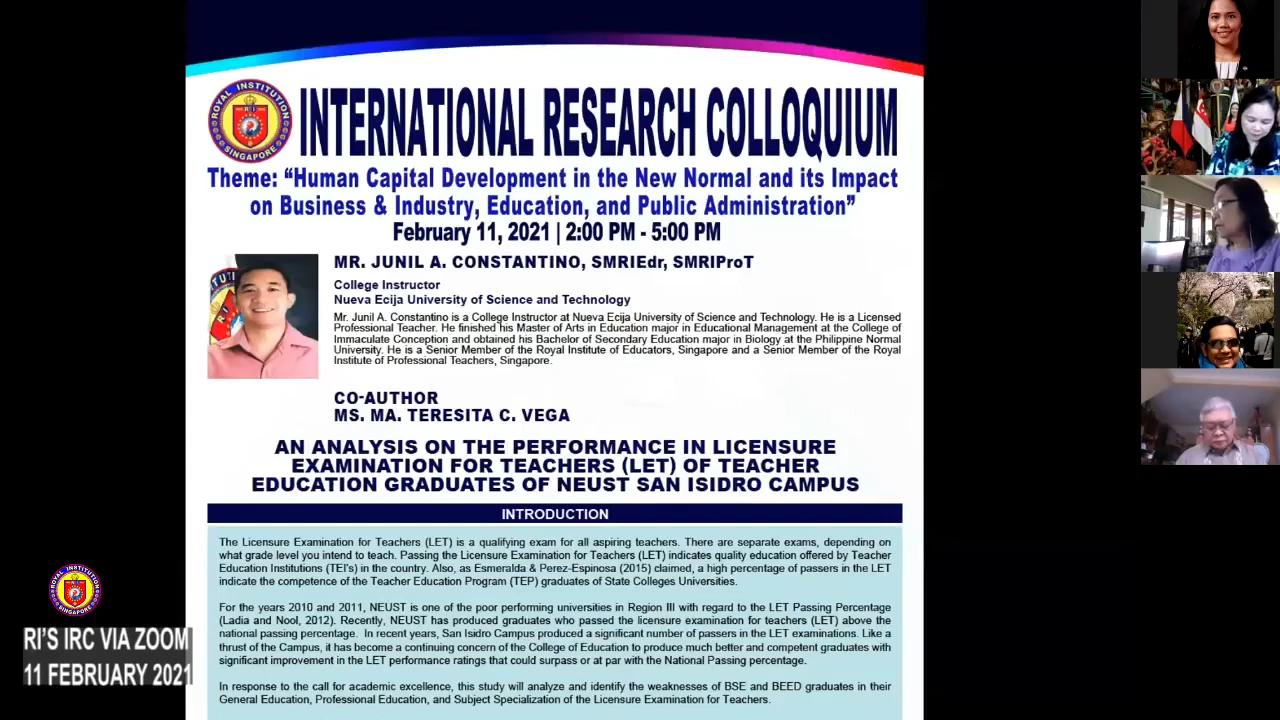 ROYAL INSTITUTION
SINGAPORE
INTERNATIONAL RESEARCH COLLOQUIUM
Theme: “Human Capital Development in the New Normal and its Impact
on Business & Industry, Education, and Public Administration”
February 11, 2021 | 2:00 PM - 5:00 PM
MR. JUNIL A. CONSTANTINO, SMRIEdr, SMRIProT
College Instructor
Nueva Ecija University of Science and Technology
Mr. Junil A. Constantino is a College Instructor at Nueva Ecija University of Science and Technology. He is a Licensed
Professional Teacher. He finished his Master of Arts in Education major in Educational Management at the College of
Immaculate Conception and obtained his Bachelor of Secondary Education major in Biology at the Philippine Normal
University. He is a Senior Member of the Royal Institute of Educators, Singapore and a Senior Member of the Royal
Institute of Professional Teachers, Singapore.
CO-AUTHOR
MS. MA. TERESITA C. VEGA
AN ANALYSIS ON THE PERFORMANCE IN LICENSURE
EXAMINATION FOR TEACHERS (LET) OF TEACHER
EDUCATION GRADUATES OF NEUST SAN ISIDRO CAMPUS
INTRODUCTION
The Licensure Examination for Teachers (LET) is a qualifying exam for all aspiring teachers. There are separate exams, depending on
what grade level you intend to teach. Passing the Licensure Examination for Teachers (LET) indicates quality education offered by Teacher
Education Institutions (TEI's) in the country. Also, as Esmeralda & Perez-Espinosa (2015) claimed, a high percentage of passers in the LET
indicate the competence of the Teacher Education Program (TEP) graduates of State Colleges Universities.
For the years 2010 and 2011, NEUST is one of the poor performing universities in Region III with regard to the LET Passing Percentage
(Ladia and Nool, 2012). Recently, NEUST has produced graduates who passed the licensure examination for teachers (LET) above the
national passing percentage. In recent years, San Isidro Campus produced a significant number of passers in the LET examinations. Like a
thrust of the Campus, it has become a continuing concern of the College of Education to produce much better and competent graduates with
significant improvement in the LET performance ratings that could surpass or at par with the National Passing percentage.
In response to the call for academic excellence, this study will analyze and identify the weaknesses of BSE and BEED graduates in their
General Education, Professional Education, and Subject Specialization of the Licensure Examination for Teachers.
ROYAL INSTITUTION
SINGAPORE
RI'S IRC VIA ZOOM
11 FEBRUARY 2021